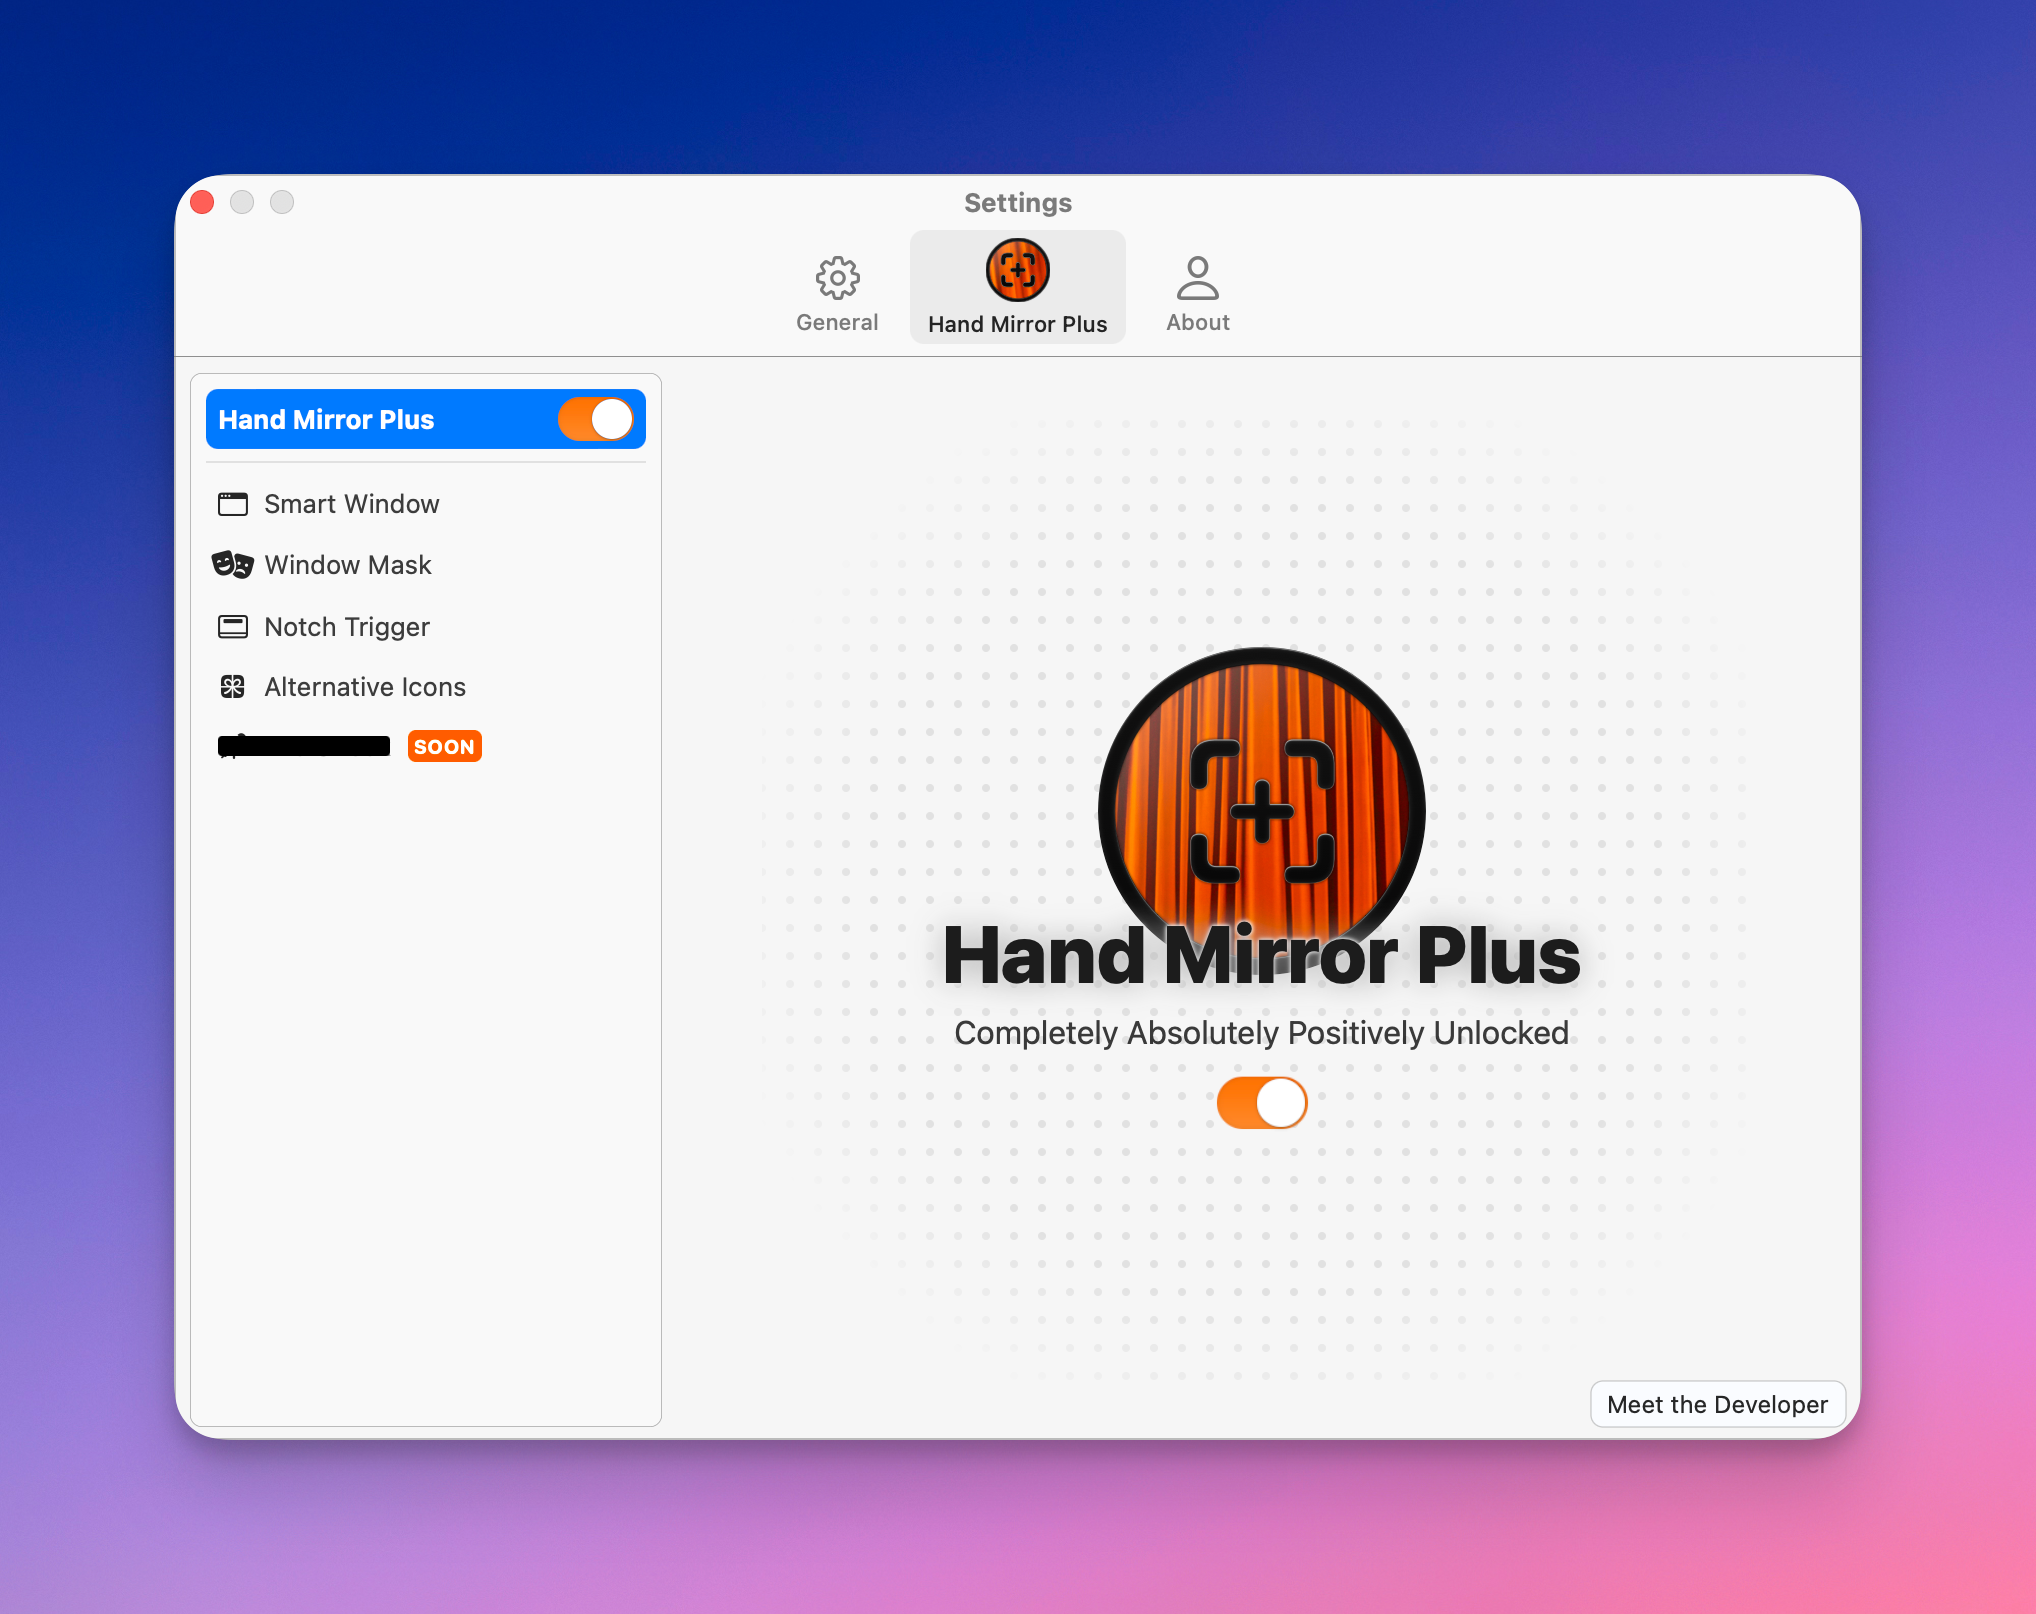 Settings
General
Hand Mirror Plus
About
Hand Mirror Plus
Smart Window
Window Mask
Notch Trigger
Alternative Icons
SOON
Hand Mirror Plus
Completely Absolutely Positively Unlocked
Meet the Developer